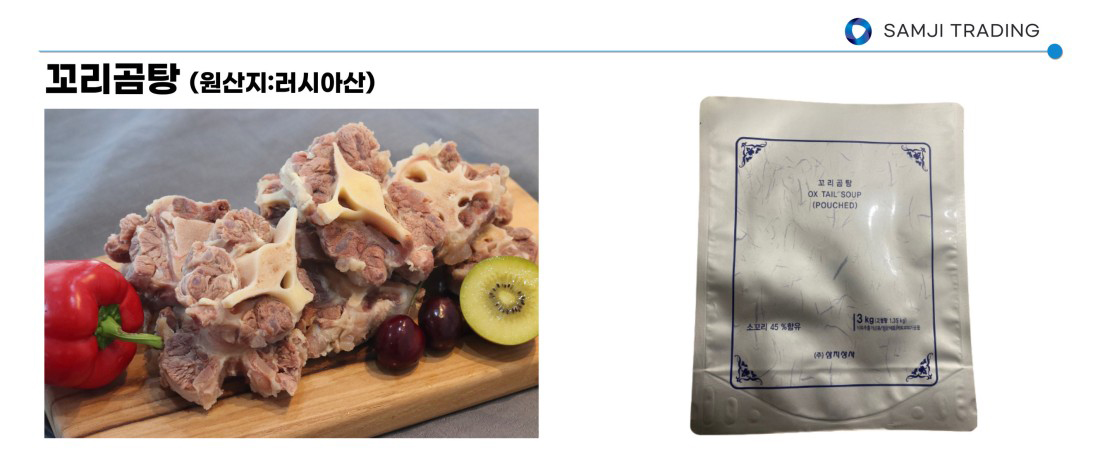 SAMJI TRADING
꼬리곰탕 (원산지:러시아산)
꼬리곰탕
OX TAIL SOUP
(POUCHED)
소꼬리 45 %함유
3 kg
(주) 삼지상사